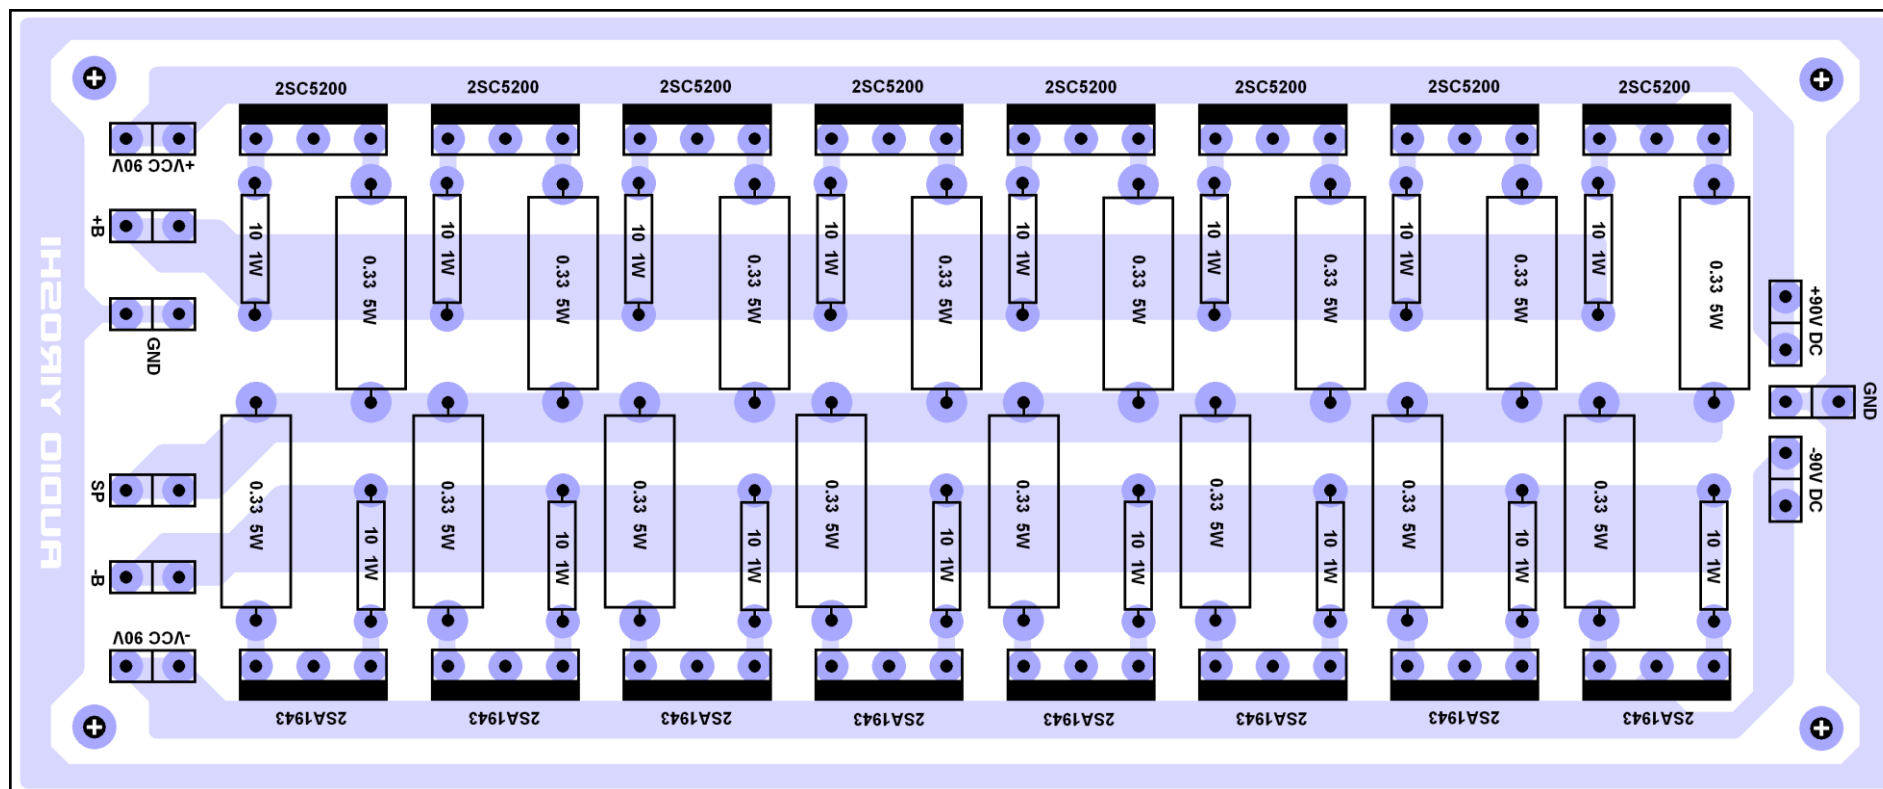 2SC5200 2SC5200 2SC5200 2SC5200 2SC5200 2SC5200 2SC5200 2SC5200
+VCC 90V
+B
10 1W 0.33 5W 10 1W 0.33 5W 10 1W 0.33 5W 10 1W 0.33 5W 10 1W 0.33 5W 10 1W 0.33 5W 10 1W 0.33 5W 10 1W 0.33 5W
GND
+90V DC
GND
-90V DC
AUDIO YIROSHI
SP
0.33 5W 10 1W 0.33 5W 10 1W 0.33 5W 10 1W 0.33 5W 10 1W 0.33 5W 10 1W 0.33 5W 10 1W 0.33 5W 10 1W 0.33 5W 10 1W
-B
-VCC 90V
2SA1943 2SA1943 2SA1943 2SA1943 2SA1943 2SA1943 2SA1943 2SA1943